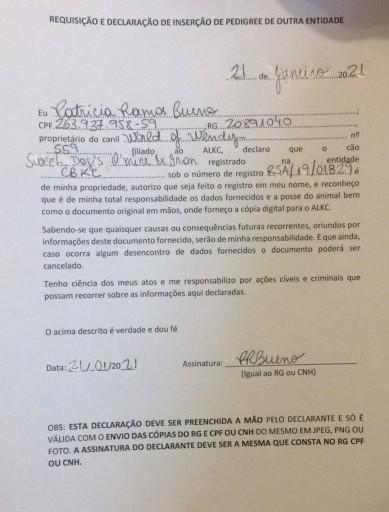 REQUISIÇÃO E DECLARAÇÃO DE INSERÇÃO DE PEDIGREE DE OUTRA ENTIDADE
21 de Janeiro 2021
Eu Patrícia Ramos Bueno
CPF 263.937.958-59 RG 20891040
proprietário do canil World of Wendy nº
559 filiado ao ALKC, declaro que o cão
Sweet Dog's registrado na entidade
CBKC sob o número de registro RSA/19/01829 é
de minha propriedade, autorizo que seja feito o registro em meu nome, e reconheço
que é de minha total responsabilidade os dados fornecidos e a posse do animal bem
como o documento original em mãos, onde forneço a cópia digital para o ALKC.
Sabendo-se que quaisquer causas ou consequências futuras recorrentes, oriundos por
informações deste documento fornecido, serão de minha responsabilidade. E que ainda,
caso ocorra algum desencontro de dados fornecidos o documento poderá ser
cancelado.
Tenho ciência dos meus atos e me responsabilizo por ações cíveis e criminais que
possam recorrer sobre as informações aqui declaradas.
O acima descrito é verdade e dou fé
Data: 21/01/2021 Assinatura: PRBueno
(Igual ao RG ou CNH)
OBS: ESTA DECLARAÇÃO DEVE SER PREENCHIDA A MÃO PELO DECLARANTE E SÓ É
VÁLIDA COM O ENVIO DAS CÓPIAS DO RG E CPF OU CNH DO MESMO EM JPEG, PNG OU
FOTO. A ASSINATURA DO DECLARANTE DEVE SER A MESMA QUE CONSTA NO RG CPF
OU CNH.